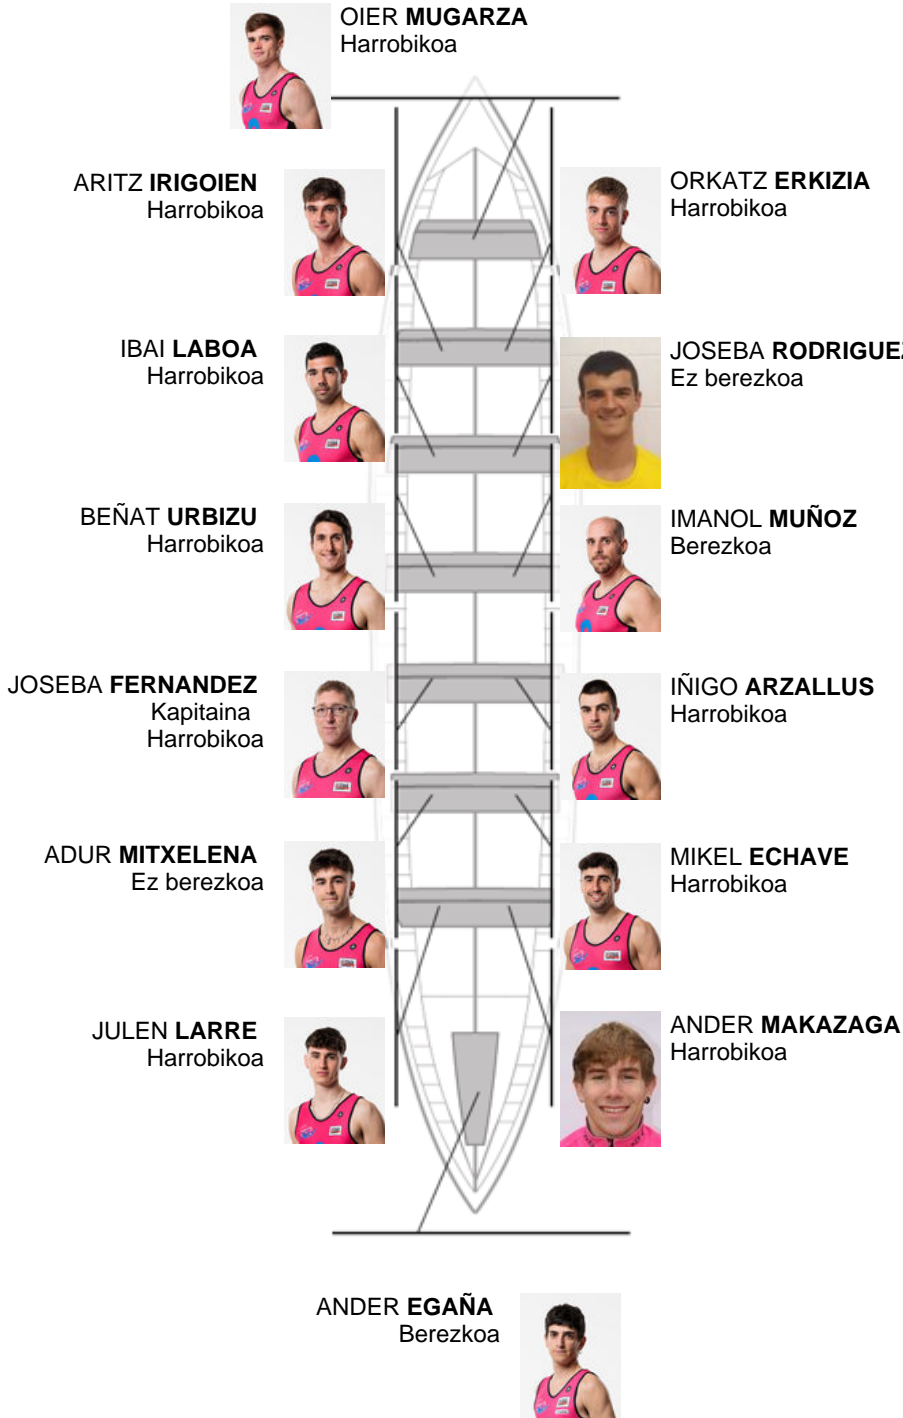 OIER MUGARZA
Harrobikoa
ARITZ IRIGOIEN
Harrobikoa
ORKATZ ERKIZIA
Harrobikoa
IBAI LABOA
Harrobikoa
JOSEBA RODRIGUEZ
Ez berezkoa
BEÑAT URBIZU
Harrobikoa
IMANOL MUÑOZ
Berezkoa
JOSEBA FERNANDEZ
Kapitaina
Harrobikoa
IÑIGO ARZALLUS
Harrobikoa
ADUR MITXELENA
Ez berezkoa
MIKEL ECHAVE
Harrobikoa
JULEN LARRE
Harrobikoa
ANDER MAKAZAGA
Harrobikoa
ANDER EGAÑA
Berezkoa